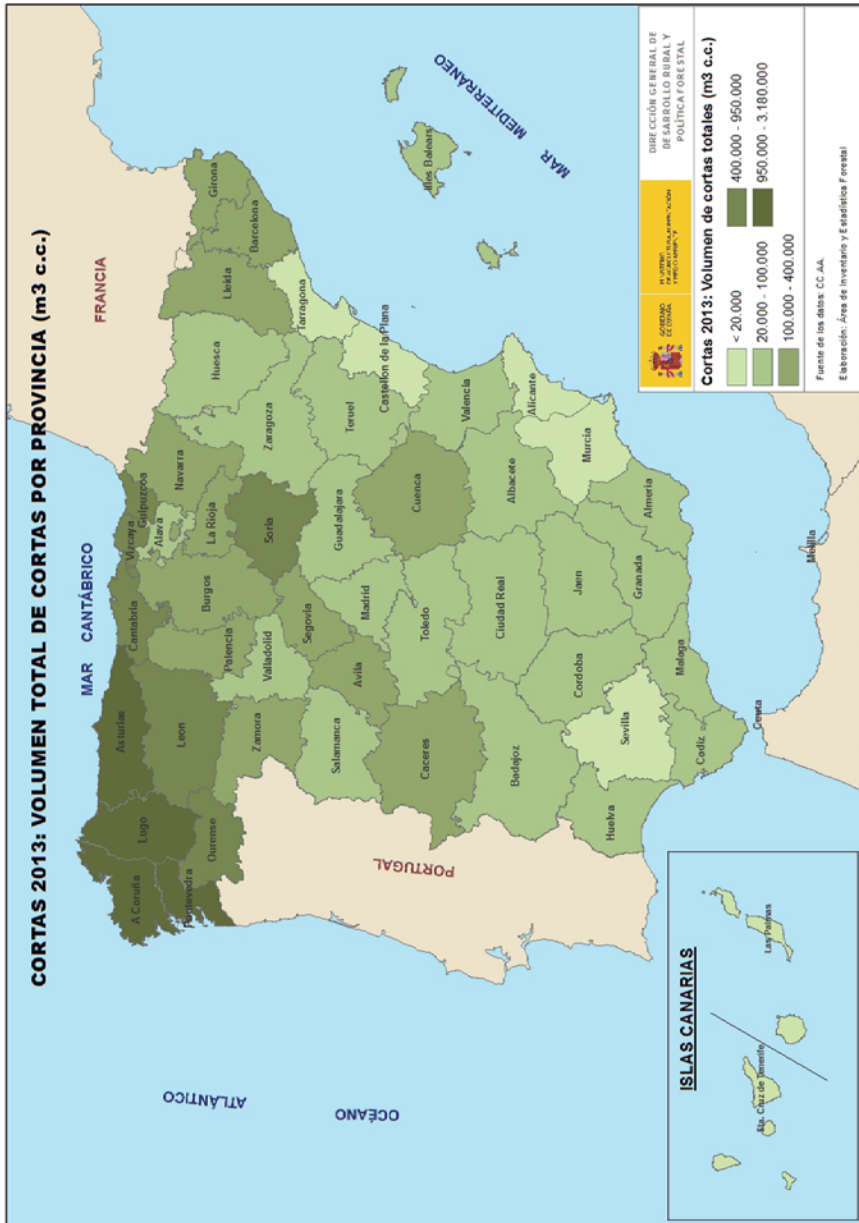 CORTAS 2013: VOLUMEN TOTAL DE CORTAS POR PROVINCIA (m3 c.c.)
MAR CANTÁBRICO
FRANCIA
A Coruña
Lugo
Asturias
Cantabria
Vizcaya
Guipuzcoa
Alava
Navarra
Pontevedra
Ourense
Leon
Palencia
Burgos
La Rioja
Huesca
Lleida
Girona
Barcelona
Zamora
Valladolid
Segovia
Soria
Zaragoza
Tarragona
Salamanca
Avila
Madrid
Guadalajara
Teruel
Castellon de la Plana
Caceres
Toledo
Cuenca
Valencia
Illes Balears
Badajoz
Ciudad Real
Albacete
Alicante
Murcia
Huelva
Sevilla
Cordoba
Jaen
Granada
Almeria
Cadiz
Malaga
Ceuta
Melilla
PORTUGAL
OCÉANO
ATLÁNTICO
MAR MEDITERRÁNEO
ISLAS CANARIAS
Sta. Cruz de Tenerife
Las Palmas
GOBIERNO
DE ESPAÑA
DIRECCIÓN GENERAL DE
DESARROLLO RURAL Y
POLÍTICA FORESTAL
Cortas 2013: Volumen de cortas totales (m3 c.c.)
< 20.000
20.000 - 100.000
100.000 - 400.000
400.000 - 950.000
950.000 - 3.180.000
Fuente de los datos: CC.AA.
Elaboración: Área de Inventario y Estadística Forestal